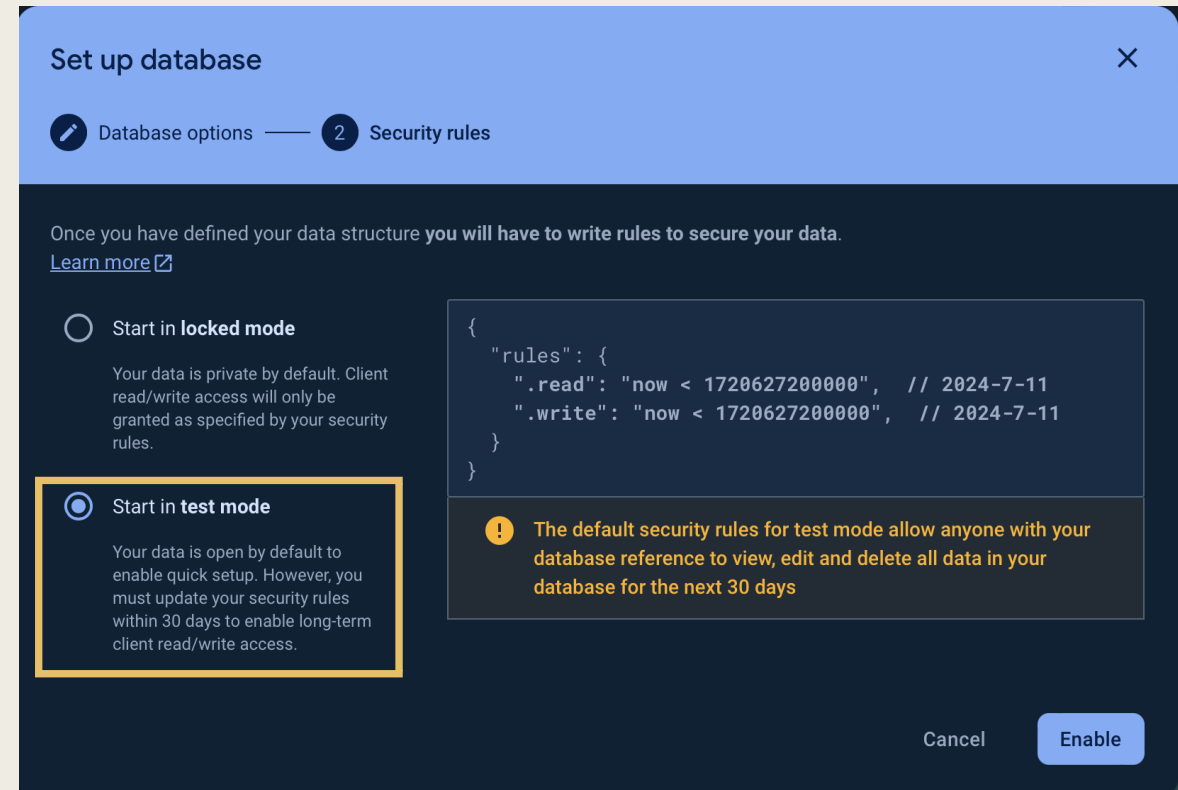 Set up database
Database options
2
Security rules
Once you have defined your data structure you will have to write rules to secure your data.
Learn more
Start in locked mode
Your data is private by default. Client
read/write access will only be
granted as specified by your security
rules.
Start in test mode
Your data is open by default to
enable quick setup. However, you
must update your security rules
within 30 days to enable long-term
client read/write access.
{
  "rules": {
    ".read": "now < 1720627200000",  // 2024-7-11
    ".write": "now < 1720627200000",  // 2024-7-11
  }
}
The default security rules for test mode allow anyone with your
database reference to view, edit and delete all data in your
database for the next 30 days
Cancel
Enable